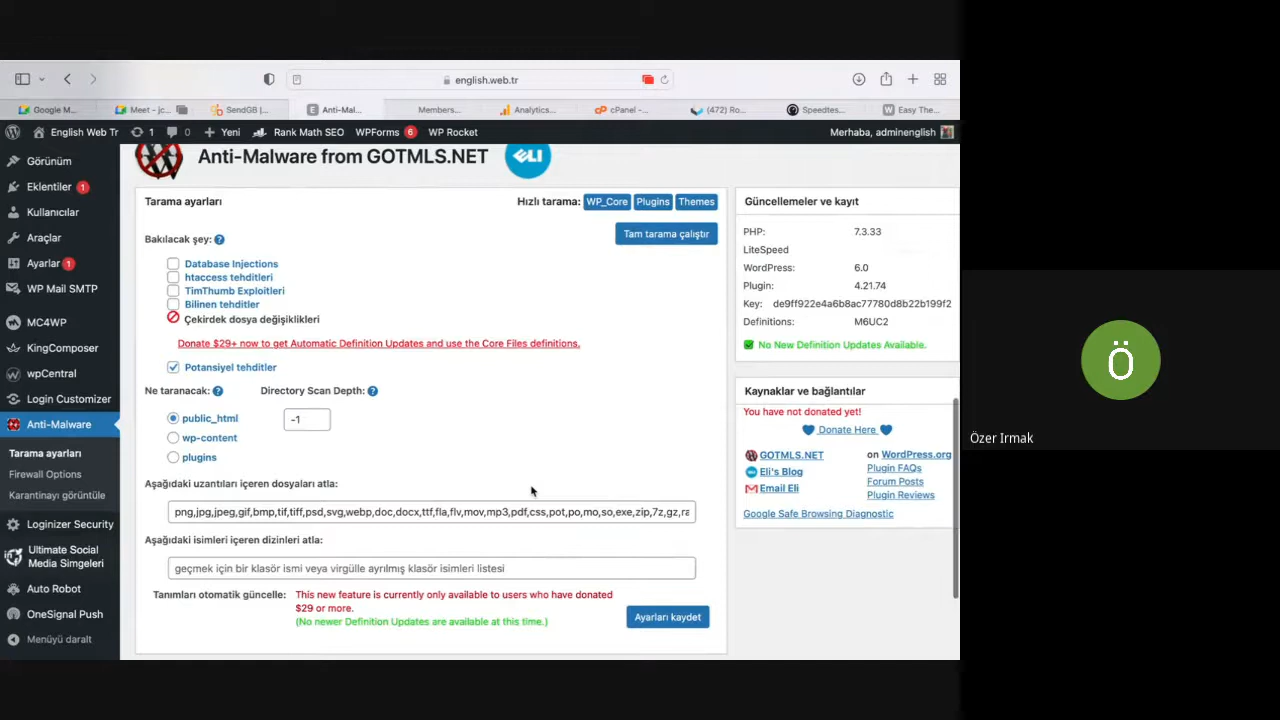 english.web.tr
Google M...
Meet – jc...
SendGB |...
Anti-Mal...
Members...
Analytics...
cPanel -...
(472) Ro...
Speedtes...
Easy The...
English Web Tr
1
0
Yeni
Rank Math SEO
WPForms 6
WP Rocket
Merhaba, adminenglish
Görünüm
Eklentiler 1
Kullanıcılar
Araçlar
Ayarlar 1
WP Mail SMTP
MC4WP
KingComposer
wpCentral
Login Customizer
Anti-Malware
Tarama ayarları
Firewall Options
Karantinayı görüntüle
Loginizer Security
Ultimate Social
Media Simgeleri
Auto Robot
OneSignal Push
Menüyü daralt
Anti-Malware from GOTMLS.NET
ELI
Tarama ayarları
Hızlı tarama: WP_Core Plugins Themes
Tam tarama çalıştır
Bakılacak şey:
Database Injections
htaccess tehditleri
TimThumb Exploitleri
Bilinen tehditler
Çekirdek dosya değişiklikleri
Donate $29+ now to get Automatic Definition Updates and use the Core Files definitions.
Potansiyel tehditler
Ne taranacak:
Directory Scan Depth:
public_html
-1
wp-content
plugins
Aşağıdaki uzantıları içeren dosyaları atla:
png,jpg,jpeg,gif,bmp,tif,tiff,psd,svg,webp,doc,docx,ttf,fla,flv,mov,mp3,pdf,css,pot,po,mo,so,exe,zip,7z,gz,ra
Aşağıdaki isimleri içeren dizinleri atla:
geçmek için bir klasör ismi veya virgülle ayrılmış klasör isimleri listesi
Tanımları otomatik güncelle:
This new feature is currently only available to users who have donated
$29 or more.
(No newer Definition Updates are available at this time.)
Ayarları kaydet
Güncellemeler ve kayıt
PHP: 7.3.33
LiteSpeed
WordPress: 6.0
Plugin: 4.21.74
Key: de9ff922e4a6b8ac77780d8b22b199f2
Definitions: M6UC2
No New Definition Updates Available.
Kaynaklar ve bağlantılar
You have not donated yet!
Donate Here
GOTMLS.NET
Eli's Blog
Email Eli
on WordPress.org
Plugin FAQs
Forum Posts
Plugin Reviews
Google Safe Browsing Diagnostic
Ö
Özer Irmak